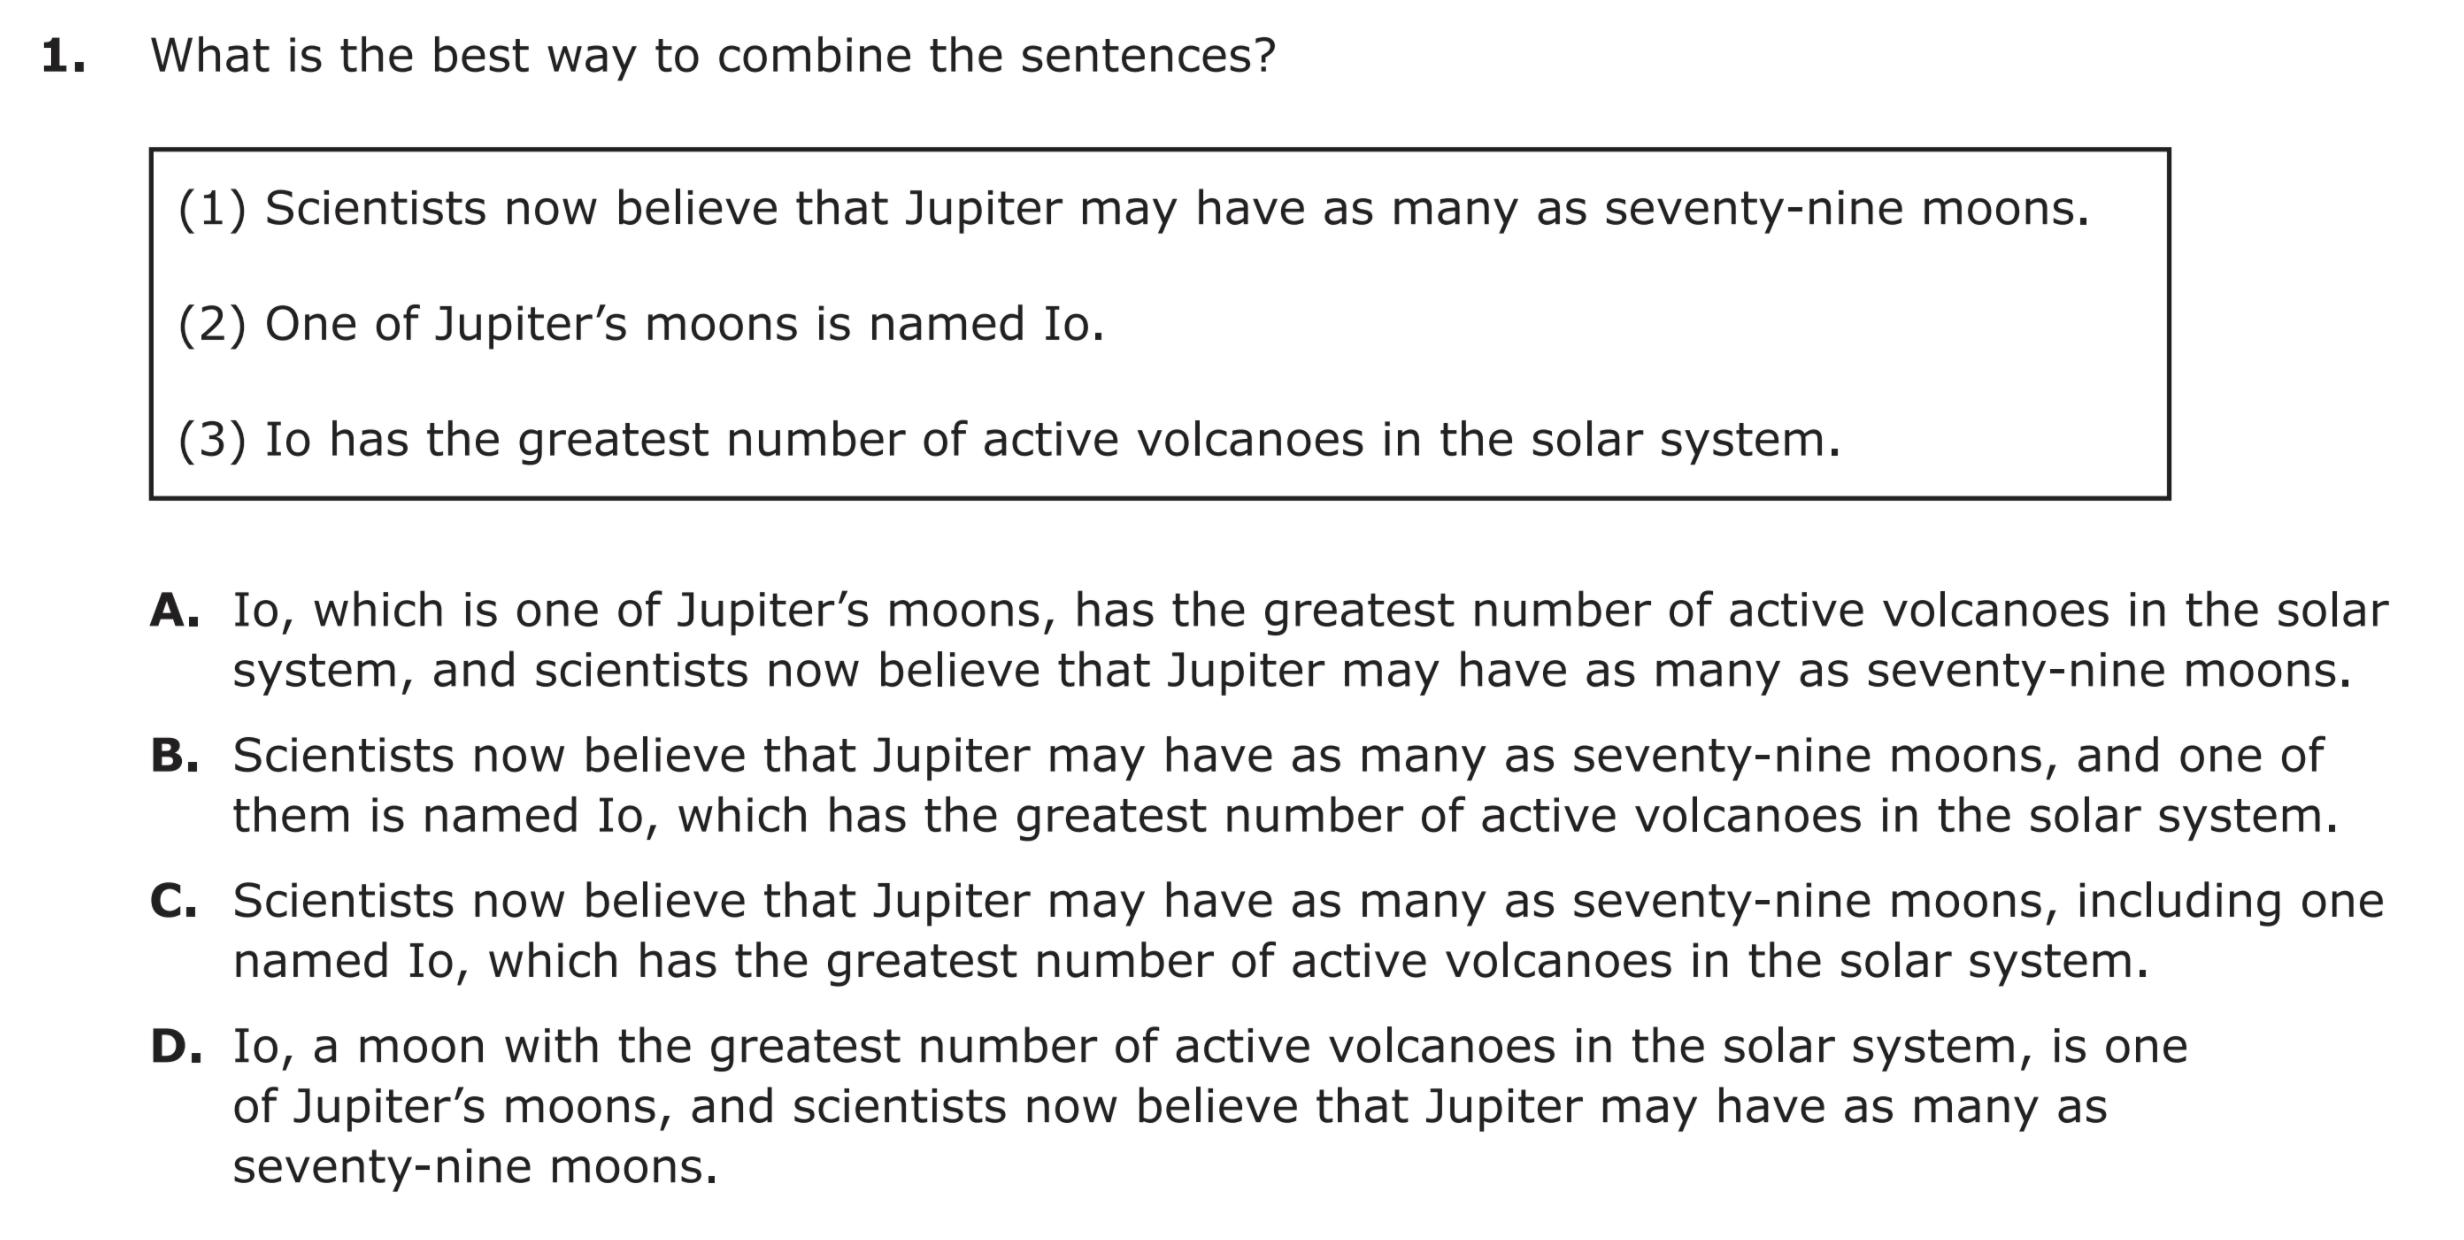 1. What is the best way to combine the sentences?
(1) Scientists now believe that Jupiter may have as many as seventy-nine moons.
(2) One of Jupiter’s moons is named Io.
(3) Io has the greatest number of active volcanoes in the solar system.
A. Io, which is one of Jupiter’s moons, has the greatest number of active volcanoes in the solar
system, and scientists now believe that Jupiter may have as many as seventy-nine moons.
B. Scientists now believe that Jupiter may have as many as seventy-nine moons, and one of
them is named Io, which has the greatest number of active volcanoes in the solar system.
C. Scientists now believe that Jupiter may have as many as seventy-nine moons, including one
named Io, which has the greatest number of active volcanoes in the solar system.
D. Io, a moon with the greatest number of active volcanoes in the solar system, is one
of Jupiter’s moons, and scientists now believe that Jupiter may have as many as
seventy-nine moons.